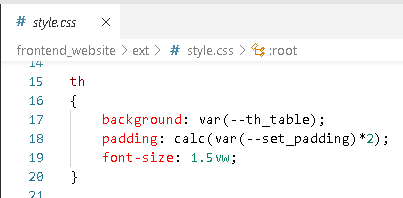 # style.css ×
frontend_website > ext > # style.css > :root
14
15 th
16 {
17 background: var(--th_table);
18 padding: calc(var(--set_padding)*2);
19 font-size: 1.5vw;
20 }
21